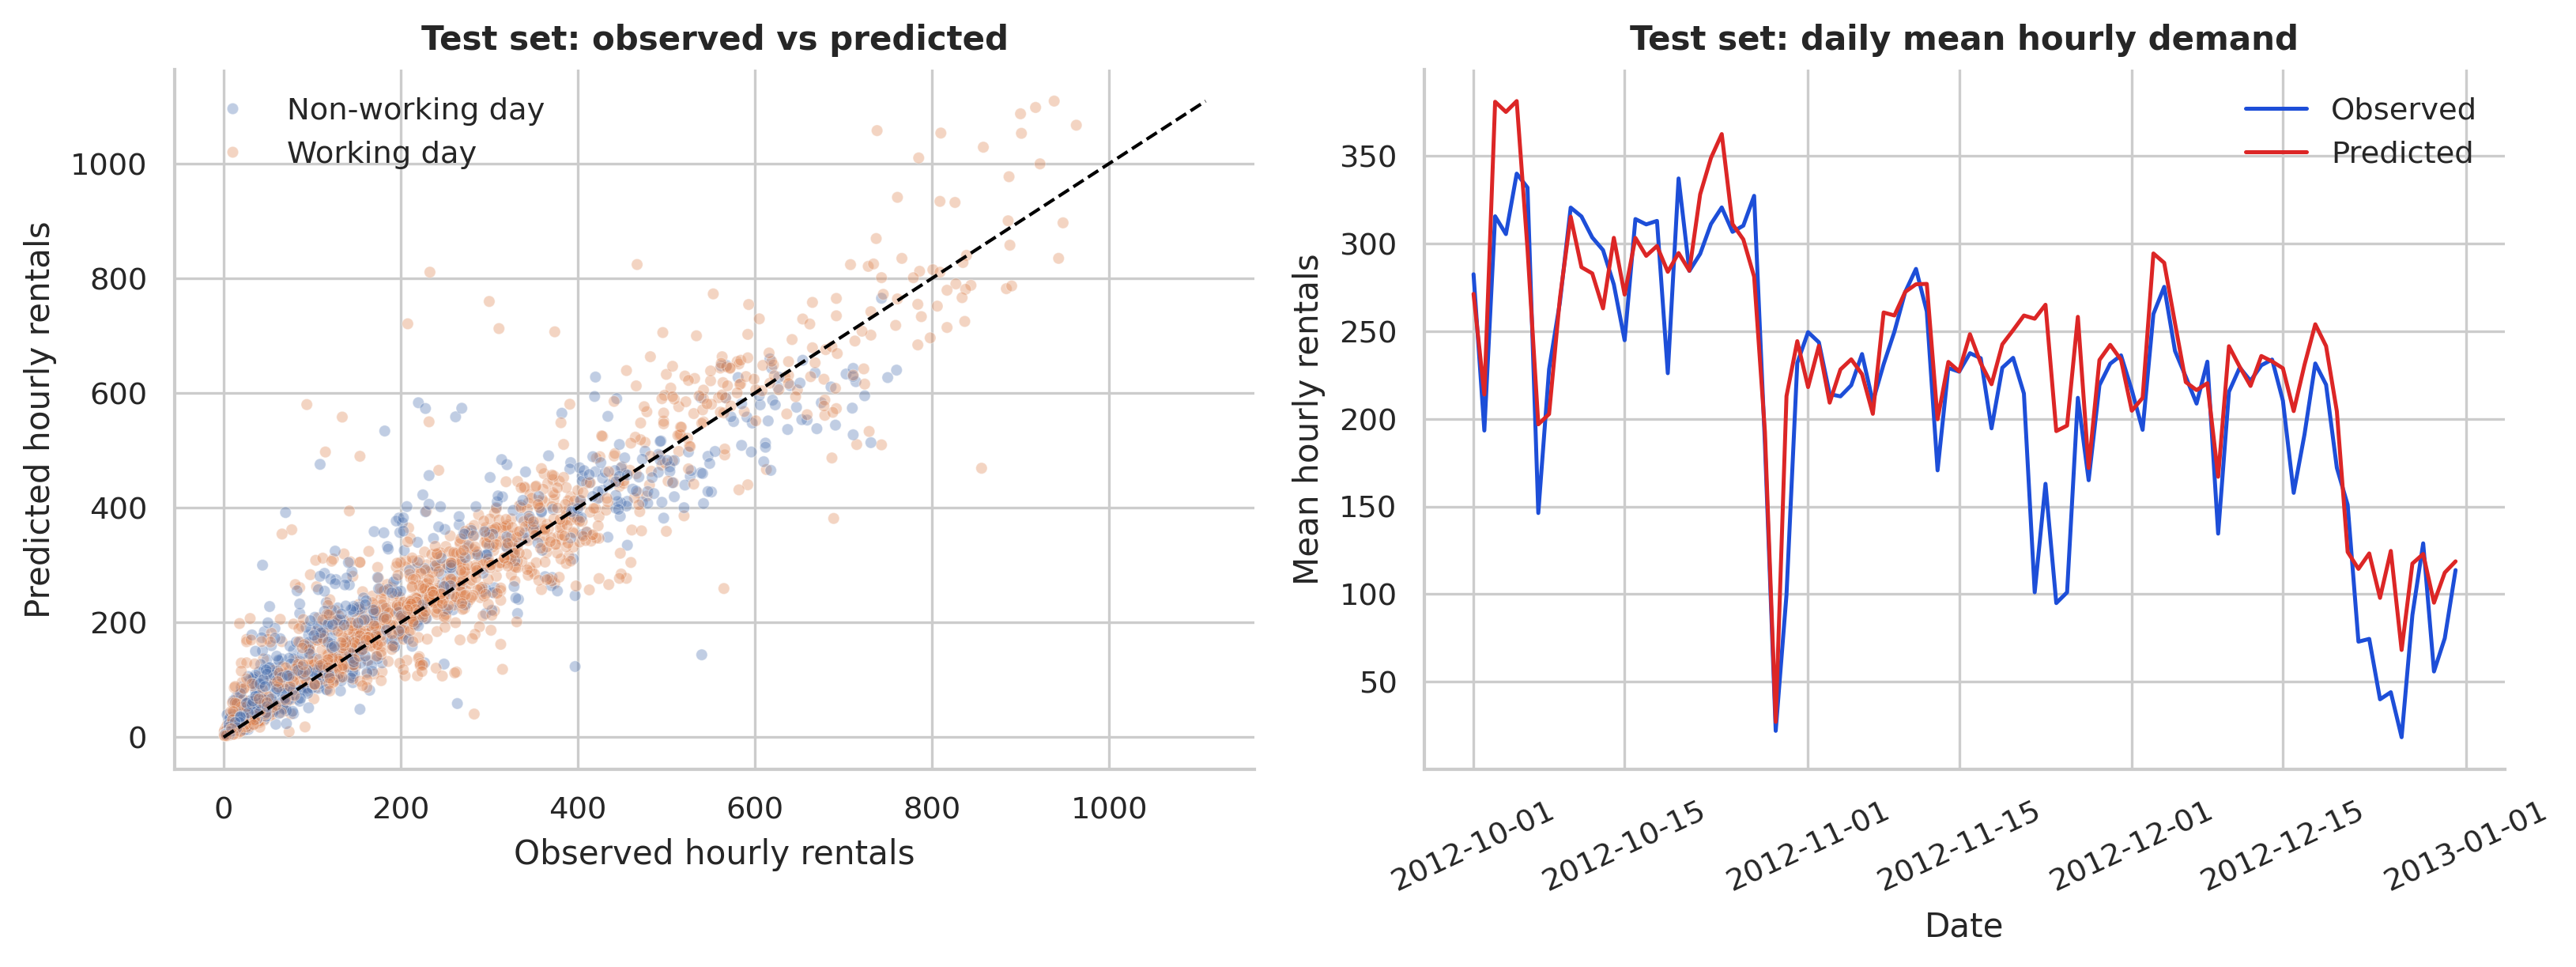 Test set: observed vs predicted
Non-working day
Working day
Predicted hourly rentals
1000
800
600
400
200
0
0 200 400 600 800 1000
Observed hourly rentals
Test set: daily mean hourly demand
Observed
Predicted
Mean hourly rentals
350
300
250
200
150
100
50
2012-10-01 2012-10-15 2012-11-01 2012-11-15 2012-12-01 2012-12-15 2013-01-01
Date